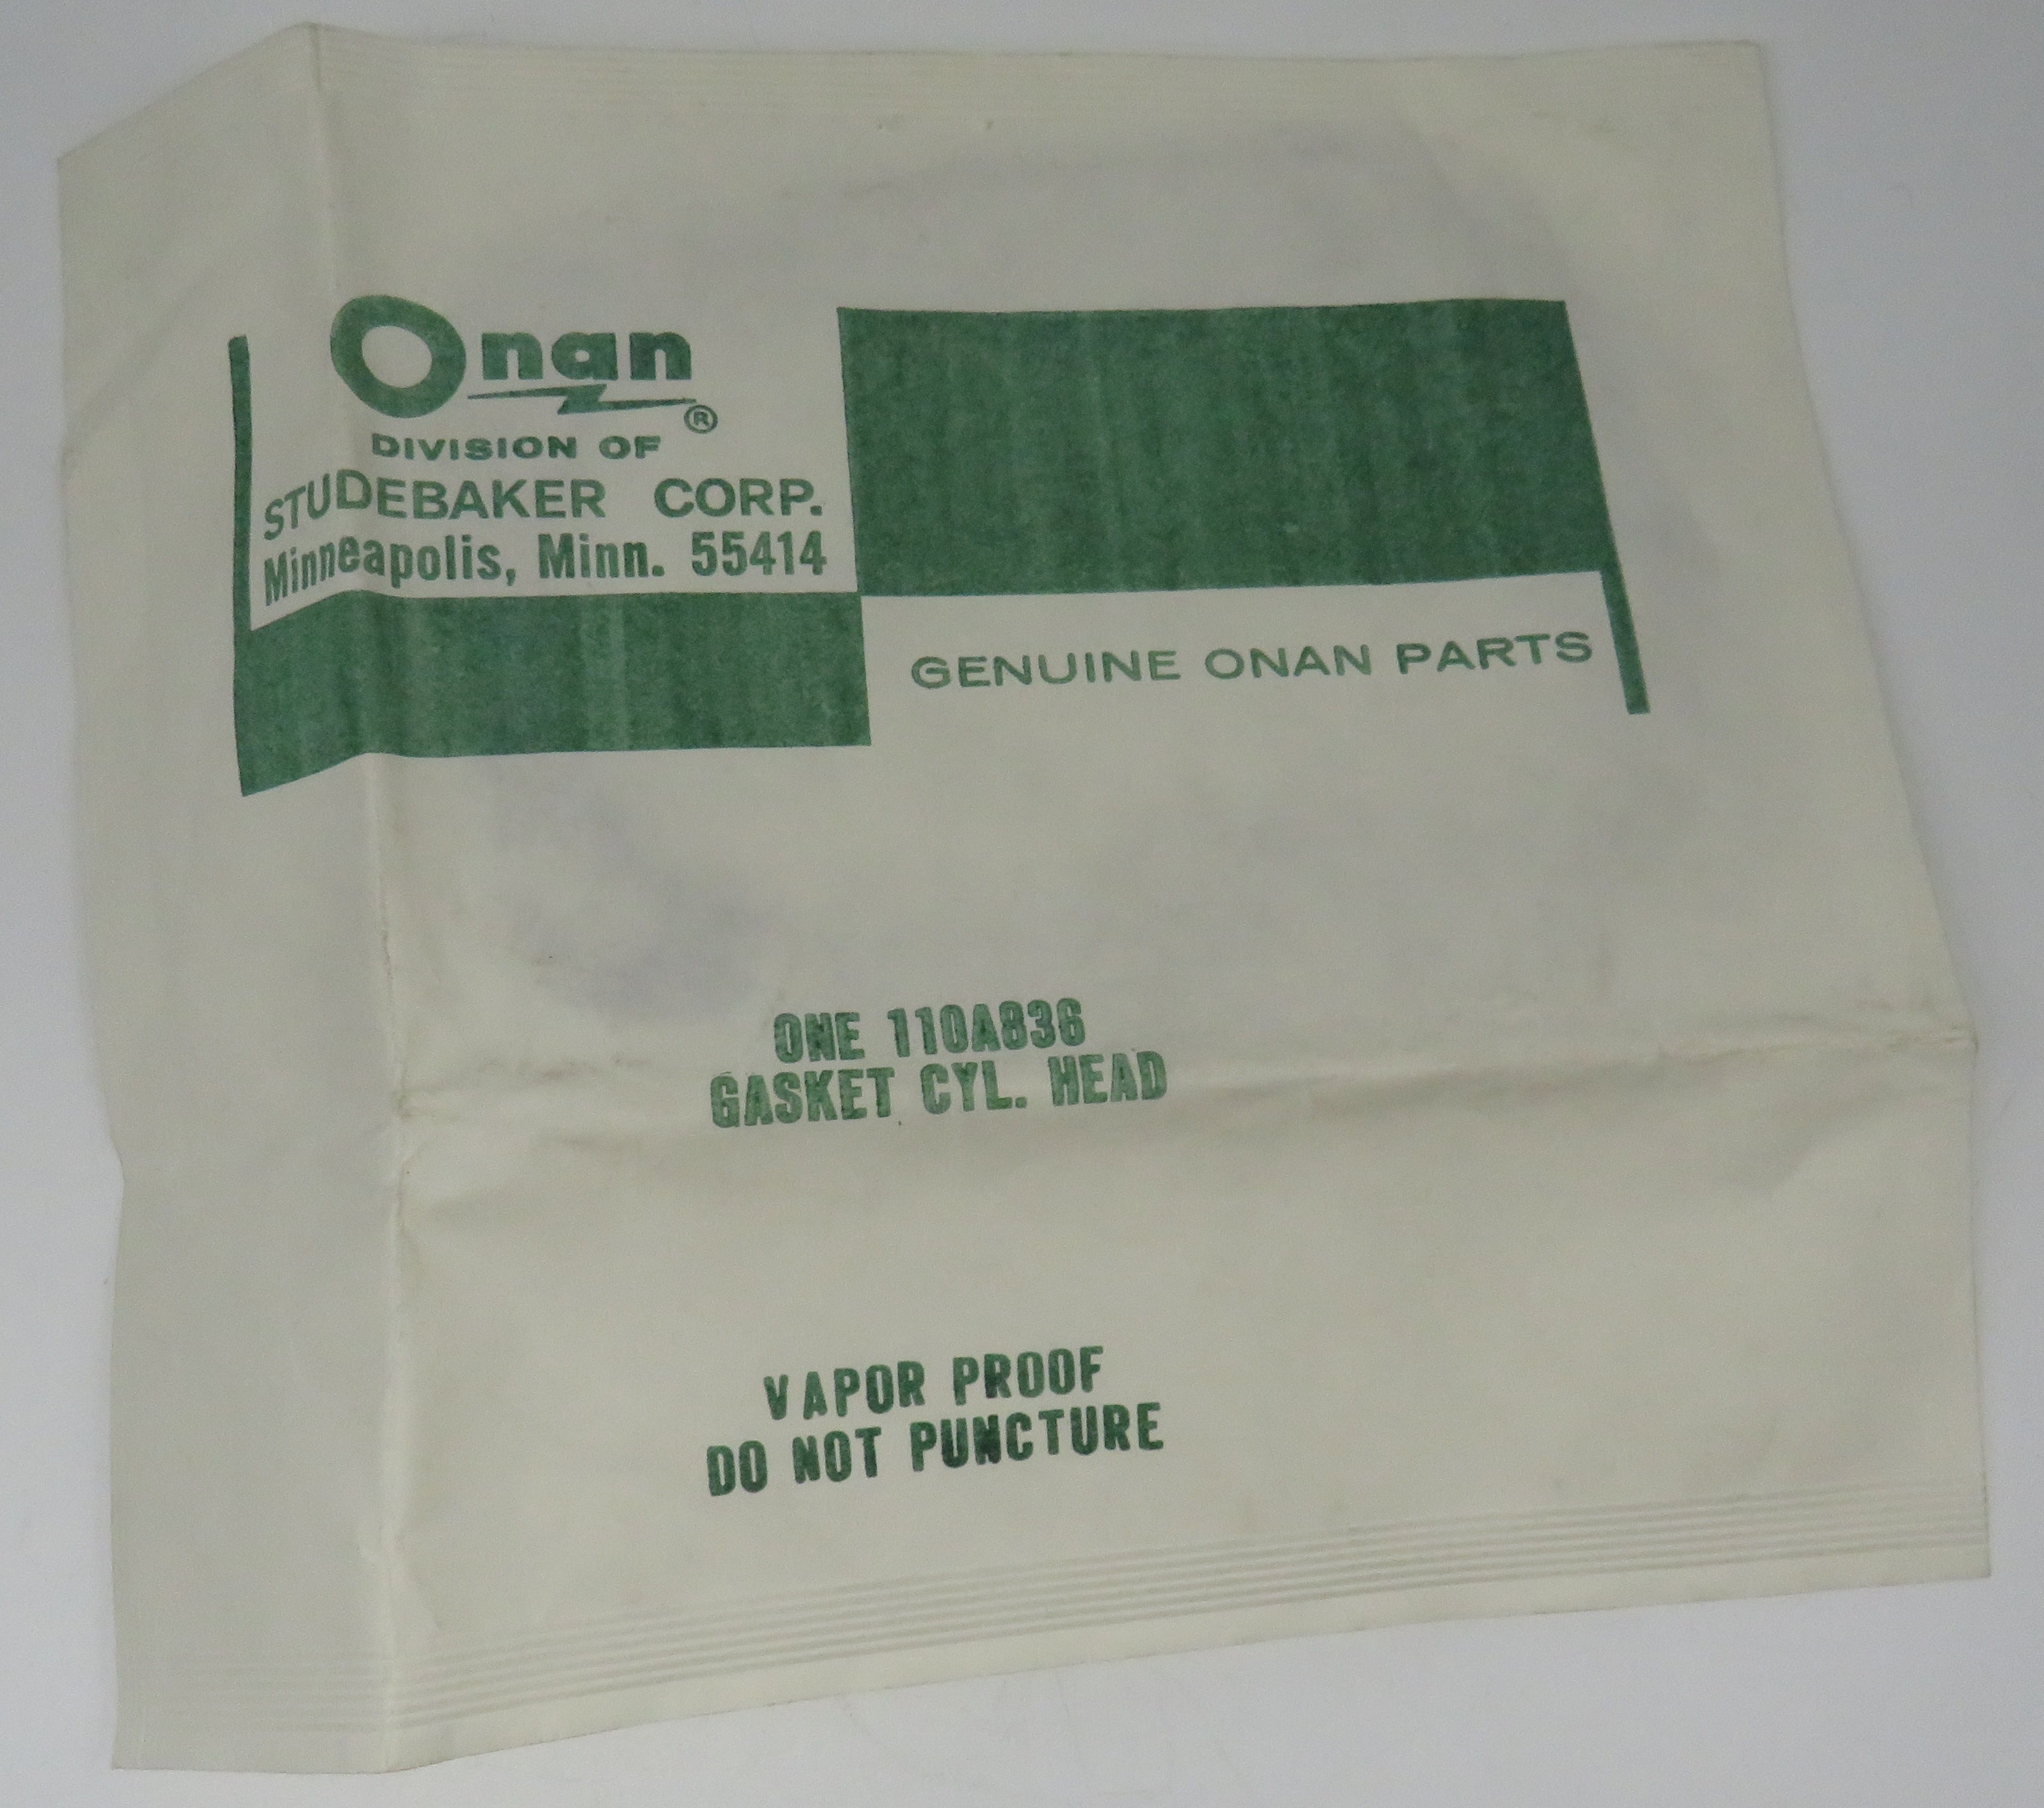 Onan
®
DIVISION OF
STUDEBAKER CORP.
Minneapolis, Minn. 55414
GENUINE ONAN PARTS
ONE 110A836
GASKET CYL. HEAD
VAPOR PROOF
DO NOT PUNCTURE